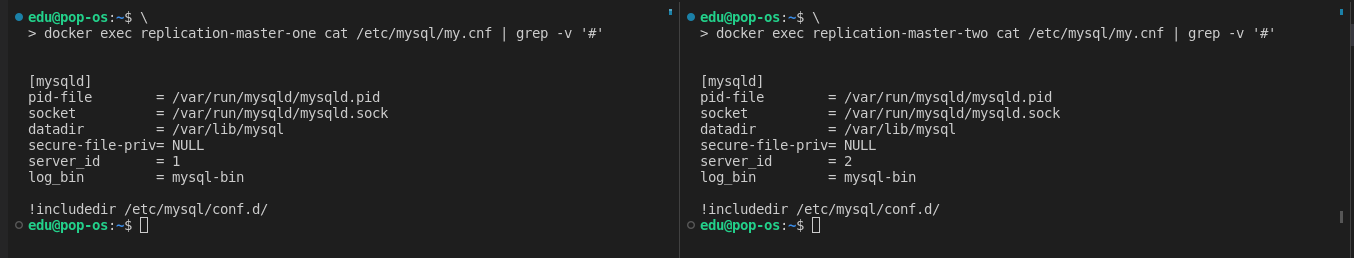 edu@pop-os:~$ \
> docker exec replication-master-one cat /etc/mysql/my.cnf | grep -v '#'
[mysqld]
pid-file        = /var/run/mysqld/mysqld.pid
socket          = /var/run/mysqld/mysqld.sock
datadir         = /var/lib/mysql
secure-file-priv= NULL
server_id       = 1
log_bin         = mysql-bin
!includedir /etc/mysql/conf.d/
edu@pop-os:~$
edu@pop-os:~$ \
> docker exec replication-master-two cat /etc/mysql/my.cnf | grep -v '#'
[mysqld]
pid-file        = /var/run/mysqld/mysqld.pid
socket          = /var/run/mysqld/mysqld.sock
datadir         = /var/lib/mysql
secure-file-priv= NULL
server_id       = 2
log_bin         = mysql-bin
!includedir /etc/mysql/conf.d/
edu@pop-os:~$